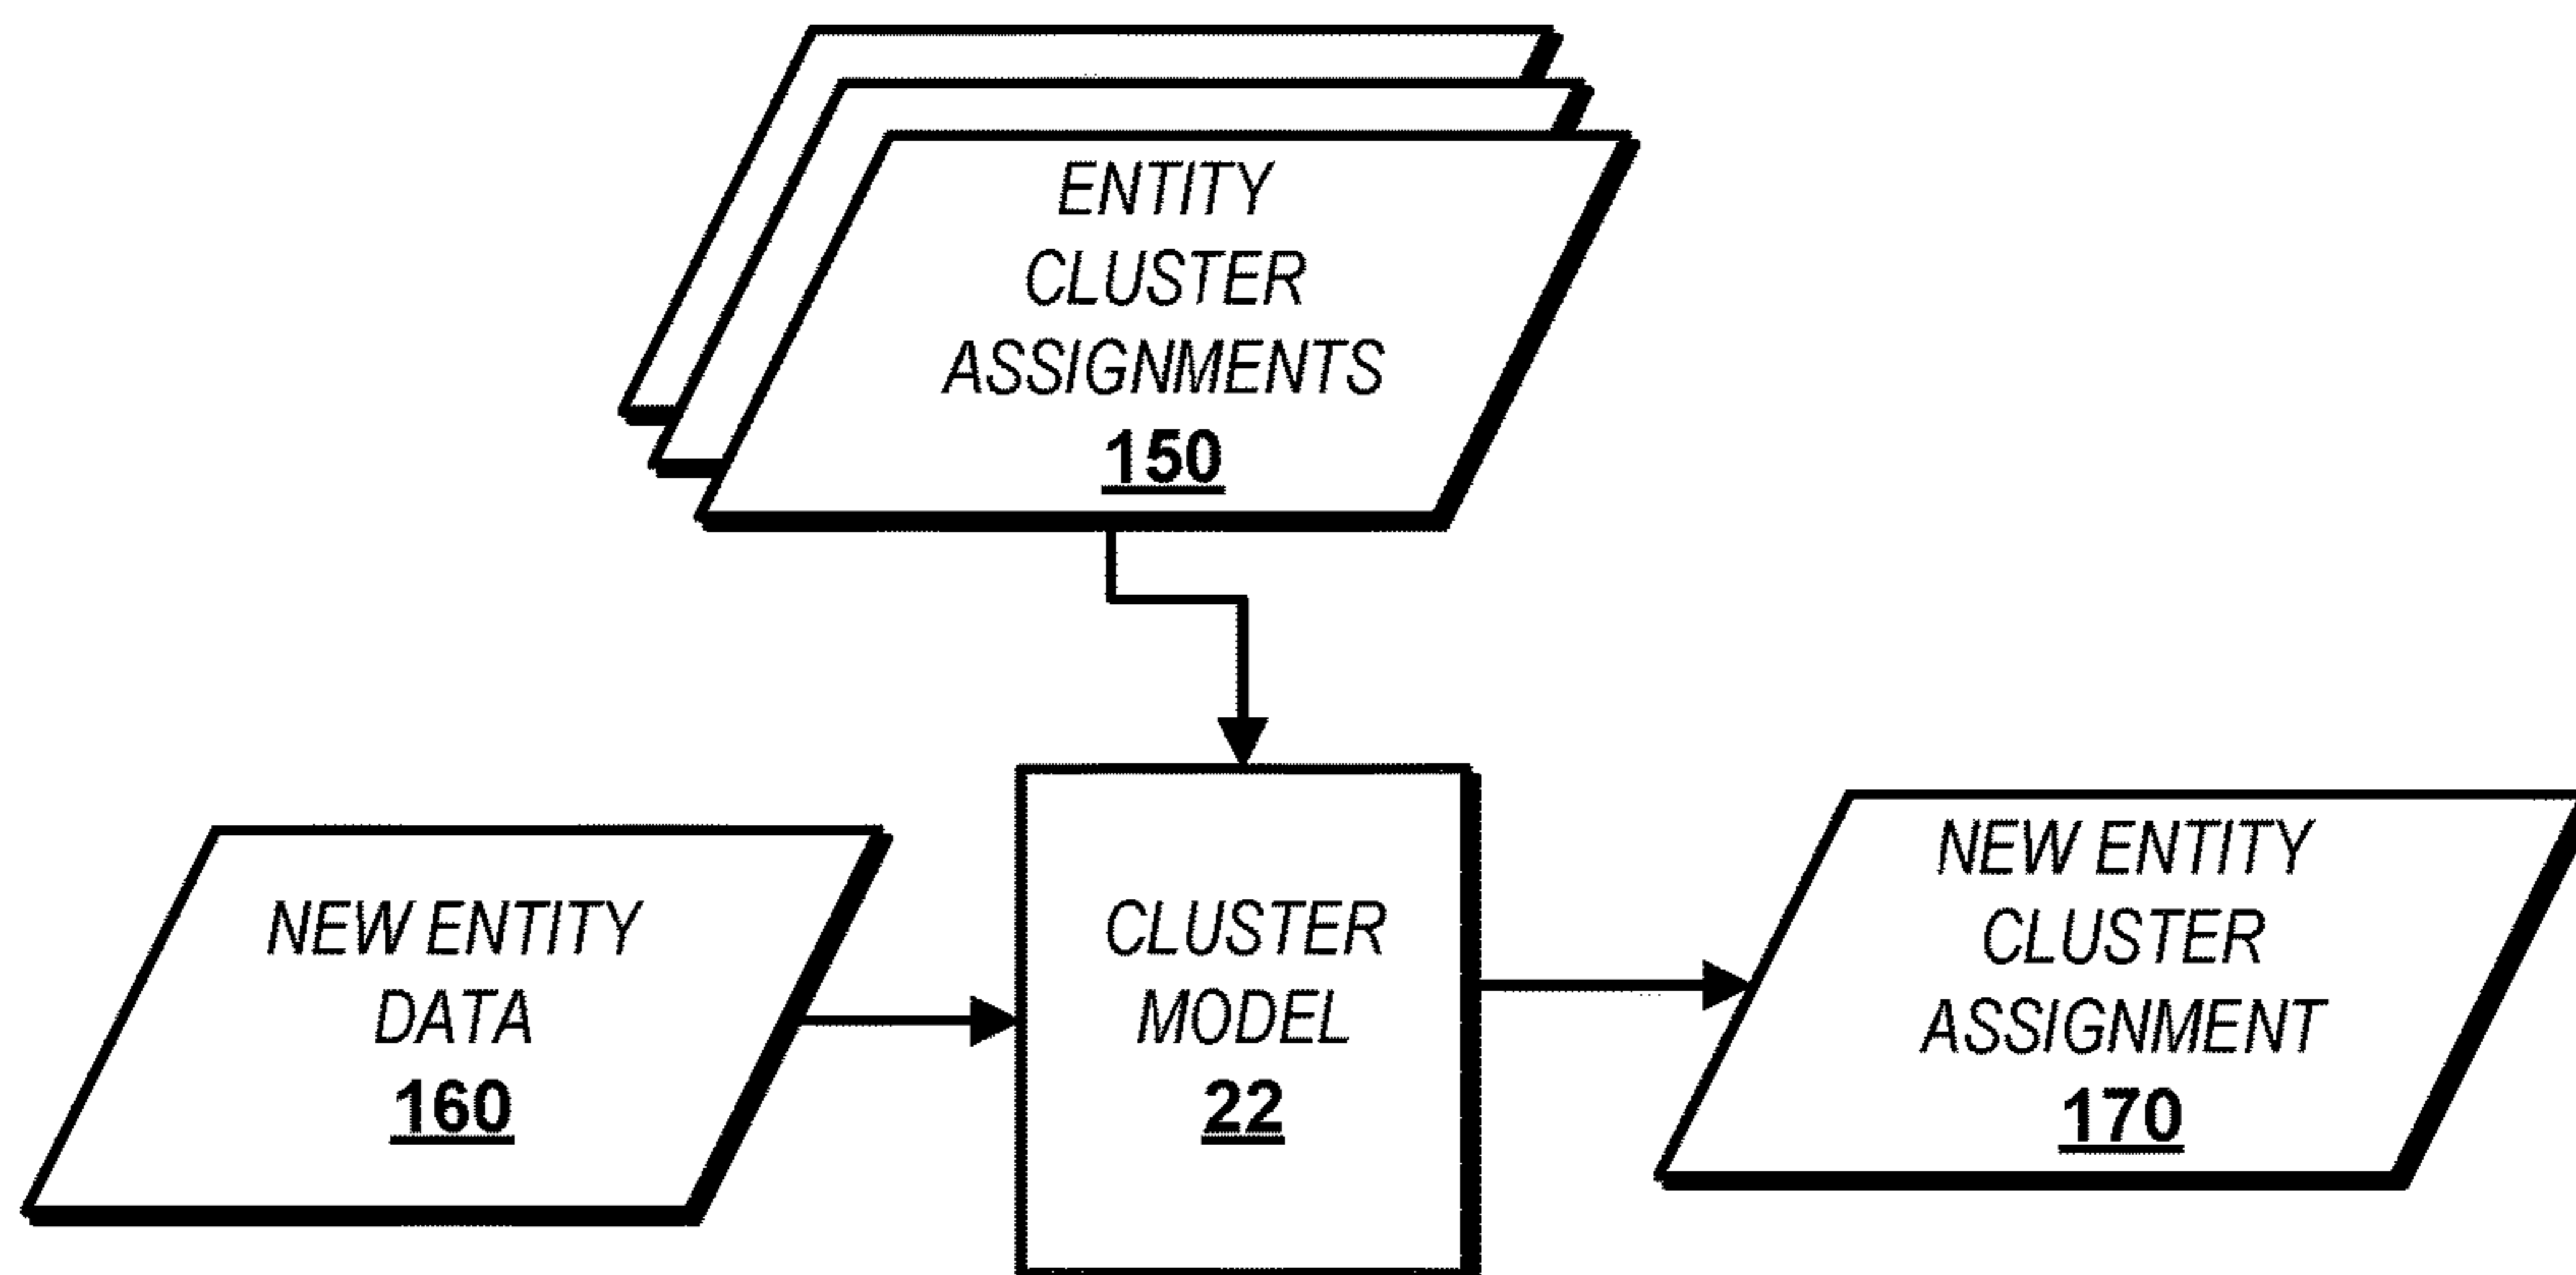 ENTITY
CLUSTER
ASSIGNMENTS
150
NEW ENTITY
DATA
160
CLUSTER
MODEL
22
NEW ENTITY
CLUSTER
ASSIGNMENT
170